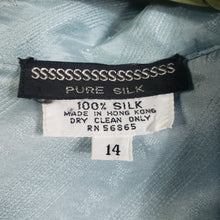 SSSSSSSSSSSSSSSS
PURE SILK
100% SILK
MADE IN HONG KONG
DRY CLEAN ONLY
RN 56865
14